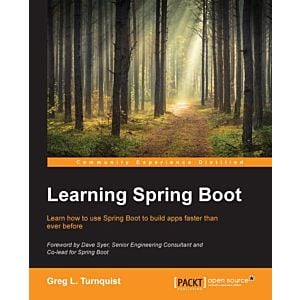 Community Experience Distilled
Learning Spring Boot
Learn how to use Spring Boot to build apps faster than
ever before
Foreword by Dave Syer, Senior Engineering Consultant and
Co-lead for Spring Boot
Greg L. Turnquist
PACKT open source
PUBLISHING